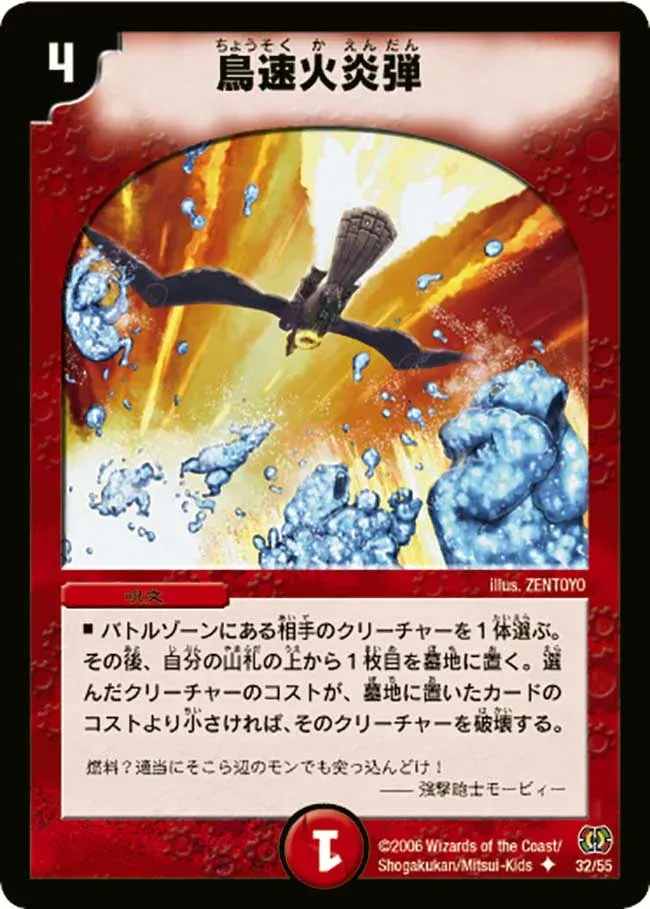 4
ちょうそく か えんだん
鳥速火炎弾
illus. ZENTOYO
呪文
■ バトルゾーンにある相手のクリーチャーを1体選ぶ。
その後、自分の山札の上から1枚目を墓地に置く。選
んだクリーチャーのコストが、墓地に置いたカードの
コストより小さければ、そのクリーチャーを破壊する。
燃料？適当にそこら辺のモンでも突っ込んどけ！
—— 強撃砲士モービィー
1
©2006 Wizards of the Coast/
Shogakukan/Mitsui-Kids
32/55